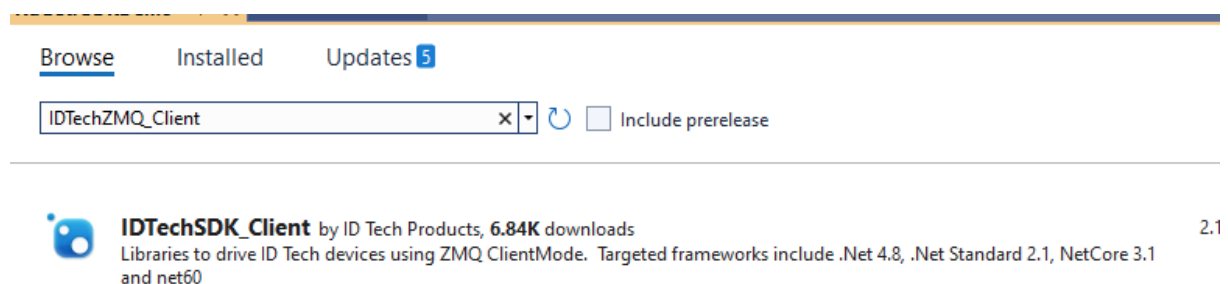 Browse Installed Updates 5
IDTechZMQ_Client Include prerelease
IDTechSDK_Client by ID Tech Products, 6.84K downloads 2.1
Libraries to drive ID Tech devices using ZMQ ClientMode. Targeted frameworks include .Net 4.8, .Net Standard 2.1, NetCore 3.1
and net60